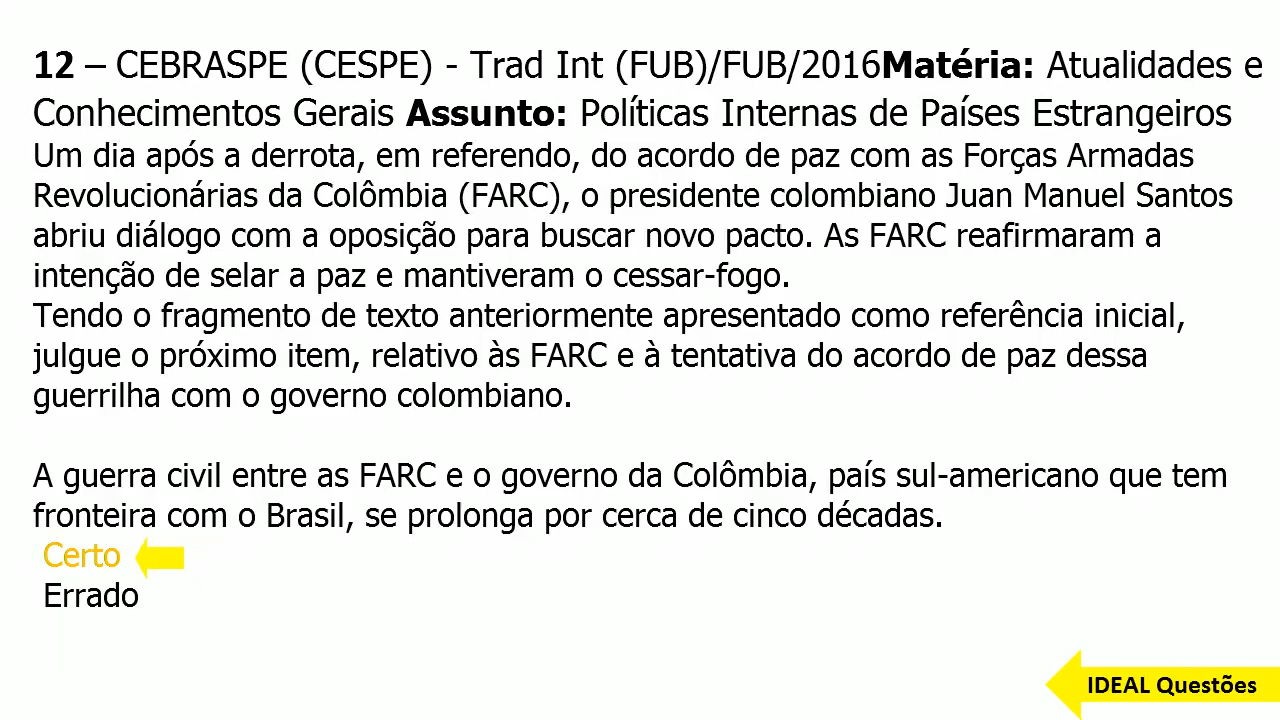 12 – CEBRASPE (CESPE) - Trad Int (FUB)/FUB/2016Matéria: Atualidades e
Conhecimentos Gerais Assunto: Políticas Internas de Países Estrangeiros
Um dia após a derrota, em referendo, do acordo de paz com as Forças Armadas
Revolucionárias da Colômbia (FARC), o presidente colombiano Juan Manuel Santos
abriu diálogo com a oposição para buscar novo pacto. As FARC reafirmaram a
intenção de selar a paz e mantiveram o cessar-fogo.
Tendo o fragmento de texto anteriormente apresentado como referência inicial,
julgue o próximo item, relativo às FARC e à tentativa do acordo de paz dessa
guerrilha com o governo colombiano.
A guerra civil entre as FARC e o governo da Colômbia, país sul-americano que tem
fronteira com o Brasil, se prolonga por cerca de cinco décadas.
Certo
Errado
IDEAL Questões